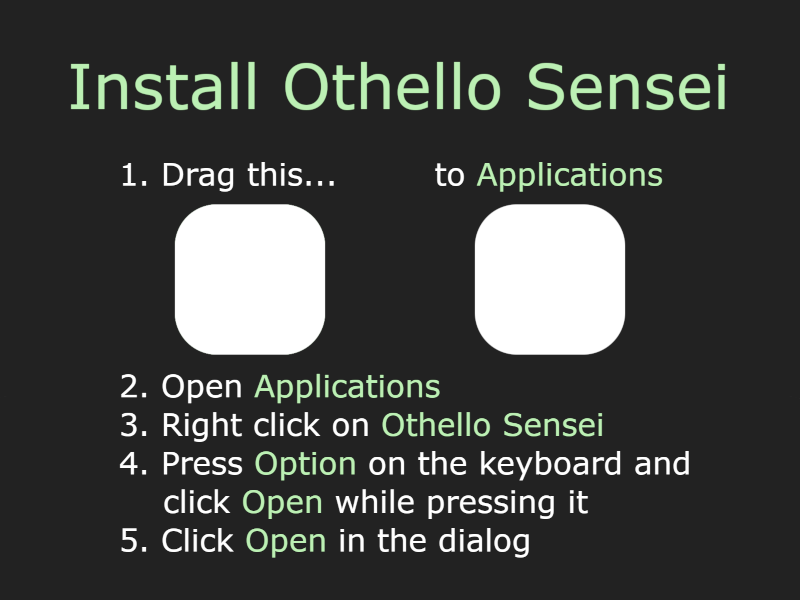 Install Othello Sensei
1. Drag this... to Applications
2. Open Applications
3. Right click on Othello Sensei
4. Press Option on the keyboard and
click Open while pressing it
5. Click Open in the dialog